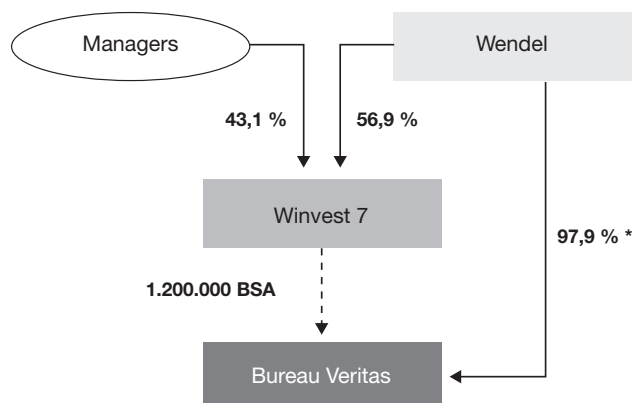 Managers
Wendel
43,1 %
56,9 %
Winvest 7
97,9 % *
1.200.000 BSA
Bureau Veritas